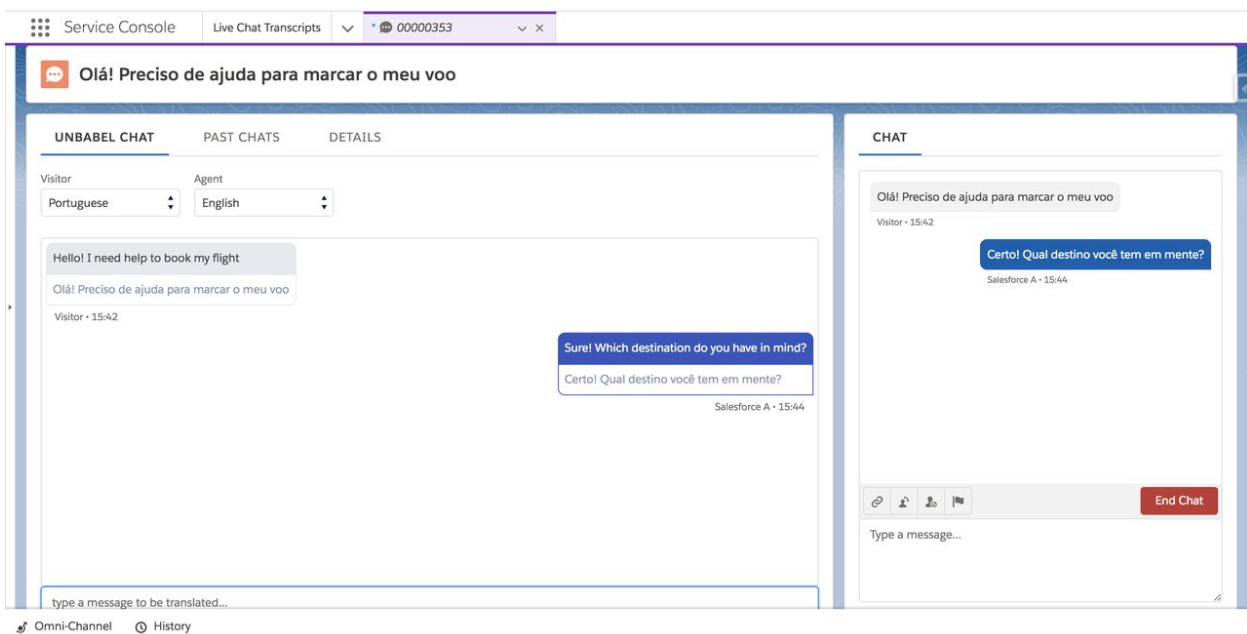 Service Console
Live Chat Transcripts
* 00000353
Olá! Preciso de ajuda para marcar o meu voo
UNBABEL CHAT
PAST CHATS
DETAILS
Visitor
Agent
Portuguese
English
Hello! I need help to book my flight
Olá! Preciso de ajuda para marcar o meu voo
Visitor • 15:42
Sure! Which destination do you have in mind?
Certo! Qual destino você tem em mente?
Salesforce A • 15:44
type a message to be translated...
CHAT
Olá! Preciso de ajuda para marcar o meu voo
Visitor • 15:42
Certo! Qual destino você tem em mente?
Salesforce A • 15:44
End Chat
Type a message...
Omni-Channel
History